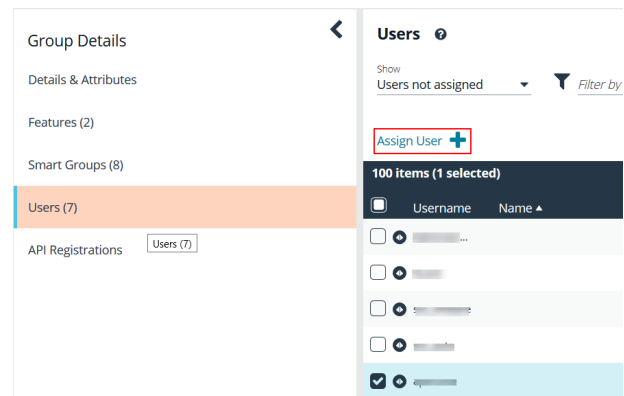 Group Details
Details & Attributes
Features (2)
Smart Groups (8)
Users (7)
API Registrations
Users (7)
Users
Show
Users not assigned
Filter by
Assign User
100 items (1 selected)
Username Name